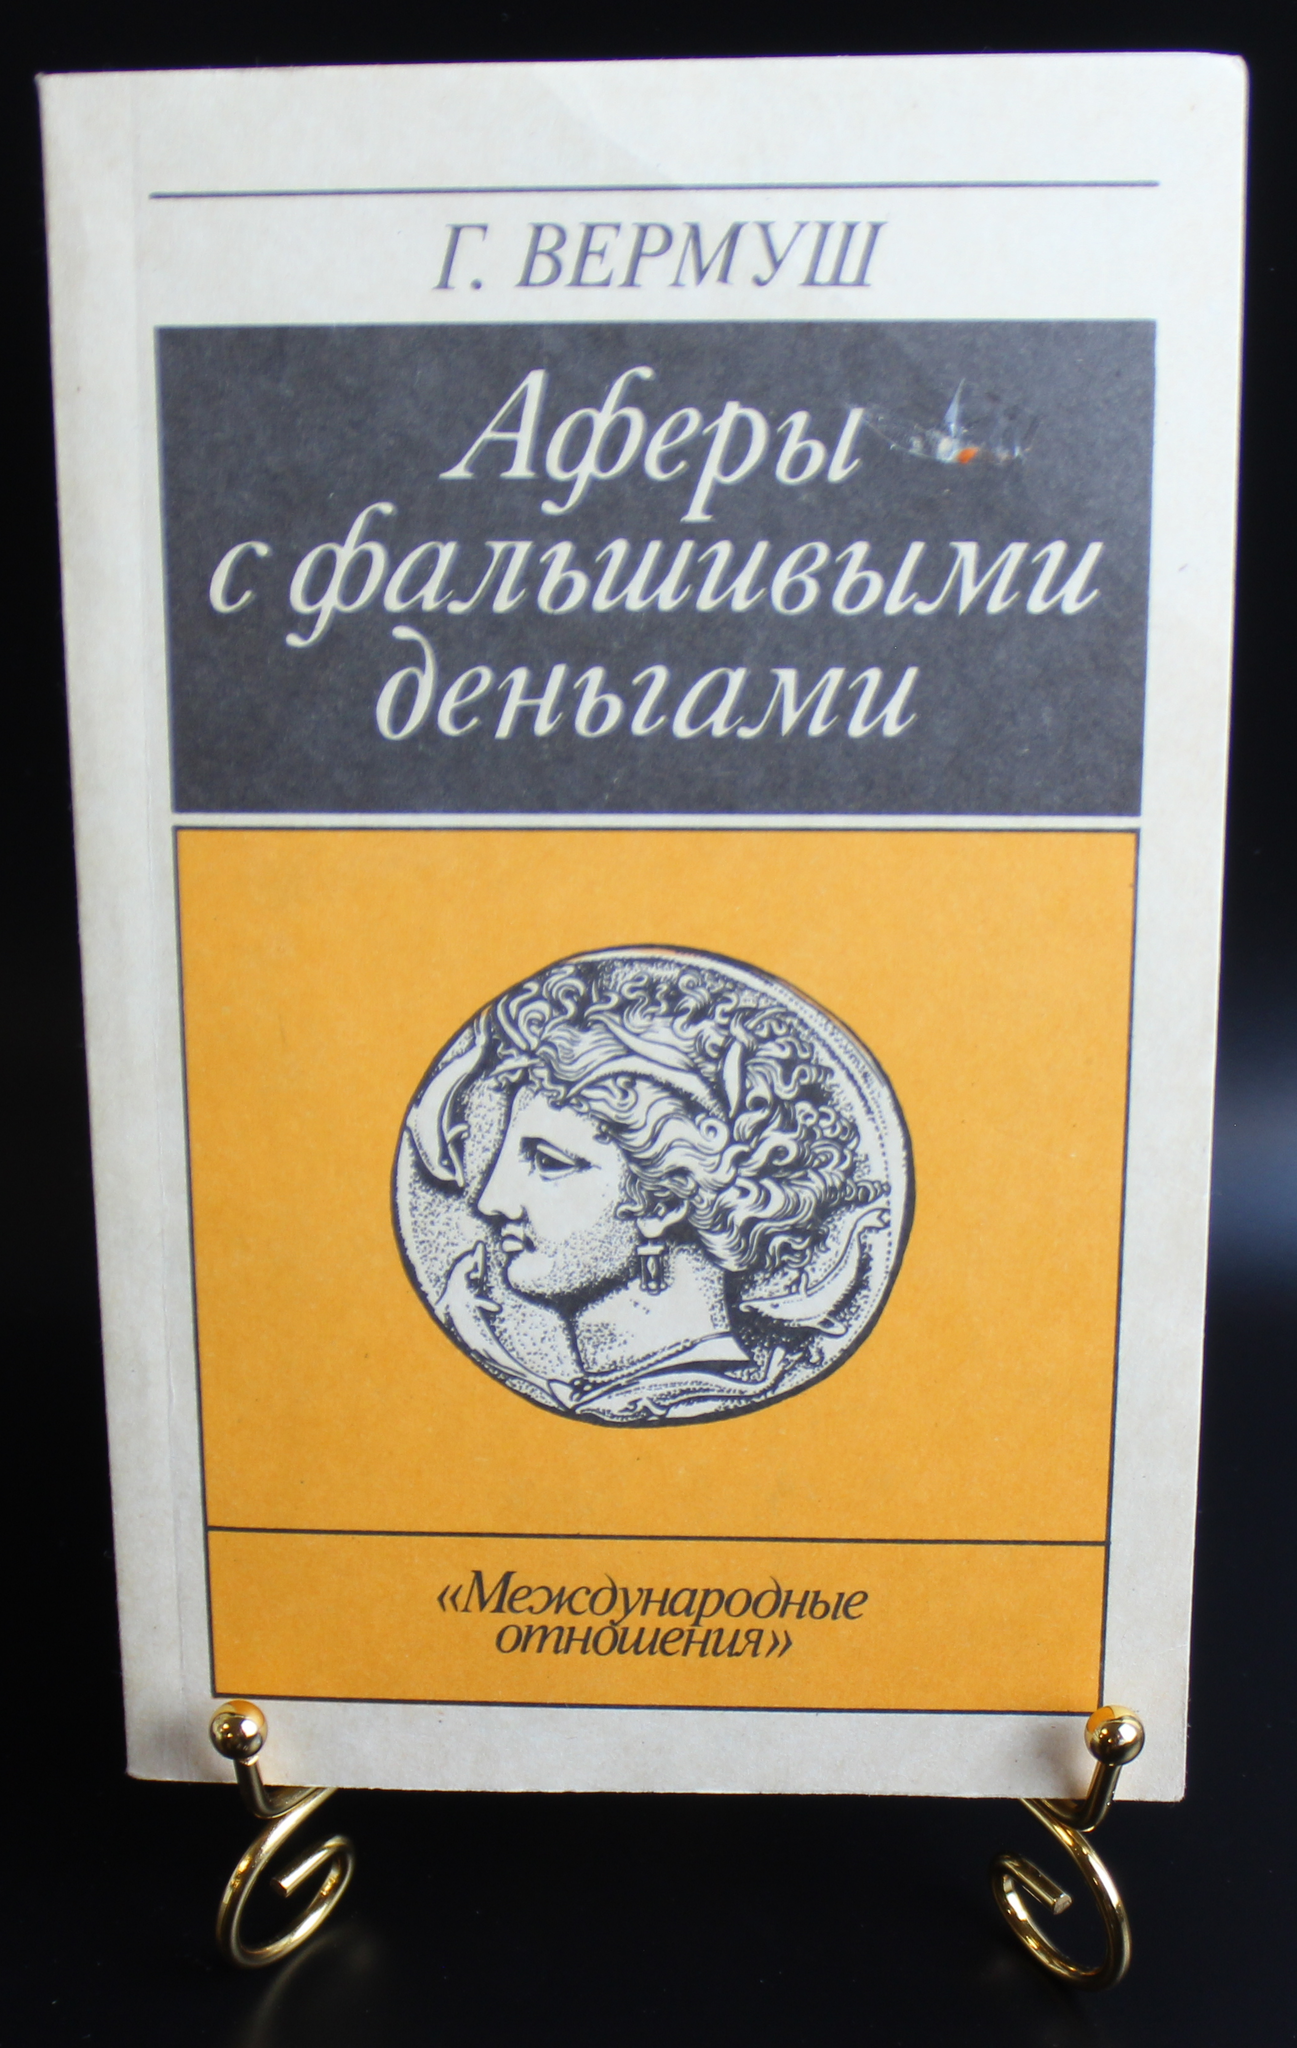 Г. ВЕРМУШ
Аферы
с фальшивыми
деньгами
«Международные
отношения»